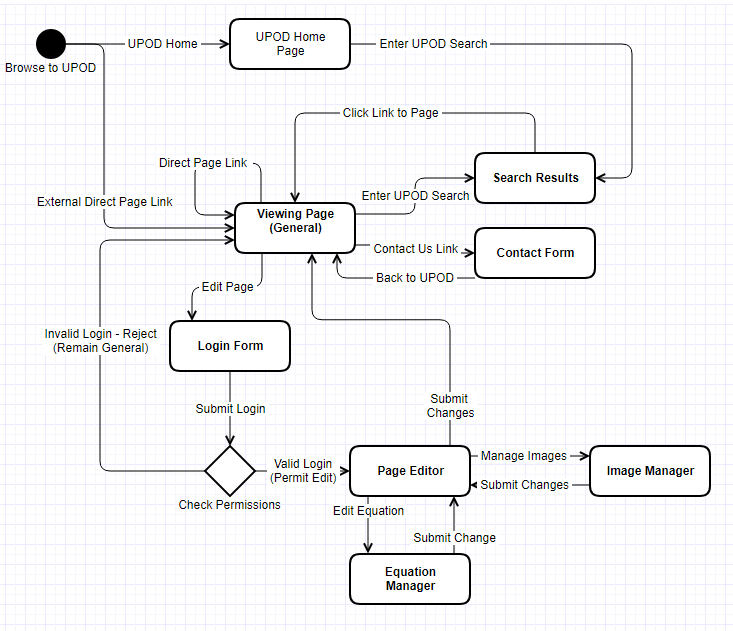 UPOD Home
UPOD Home
Page
Enter UPOD Search
Browse to UPOD
Click Link to Page
Direct Page Link
Search Results
Enter UPOD Search
External Direct Page Link
Viewing Page
(General)
Contact Us Link
Contact Form
Back to UPOD
Edit Page
Invalid Login - Reject
(Remain General)
Login Form
Submit Login
Submit
Changes
Valid Login
(Permit Edit)
Check Permissions
Page Editor
Manage Images
Submit Changes
Image Manager
Edit Equation
Submit Change
Equation
Manager